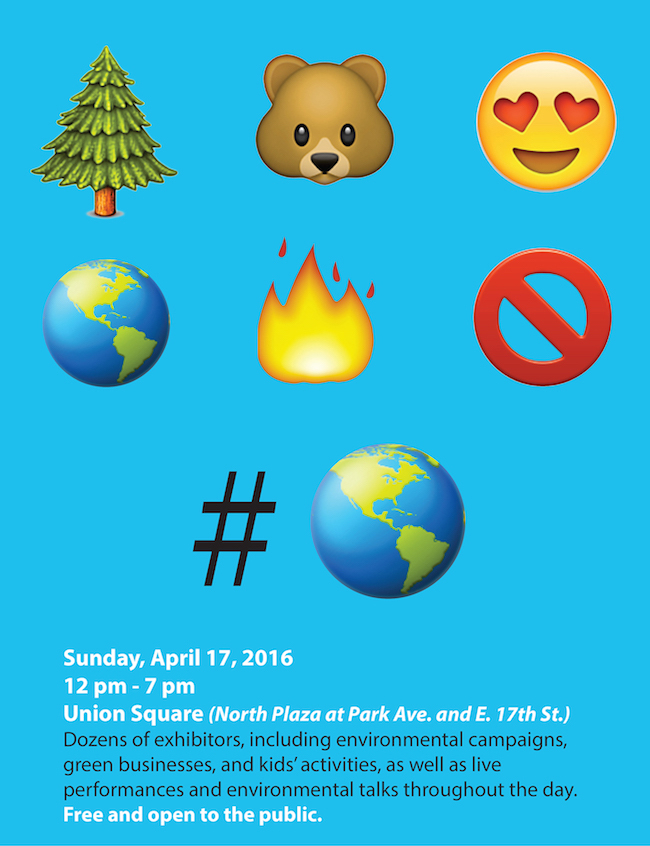 #
Sunday, April 17, 2016
12 pm - 7 pm
Union Square (North Plaza at Park Ave. and E. 17th St.)
Dozens of exhibitors, including environmental campaigns,
green businesses, and kids’ activities, as well as live
performances and environmental talks throughout the day.
Free and open to the public.